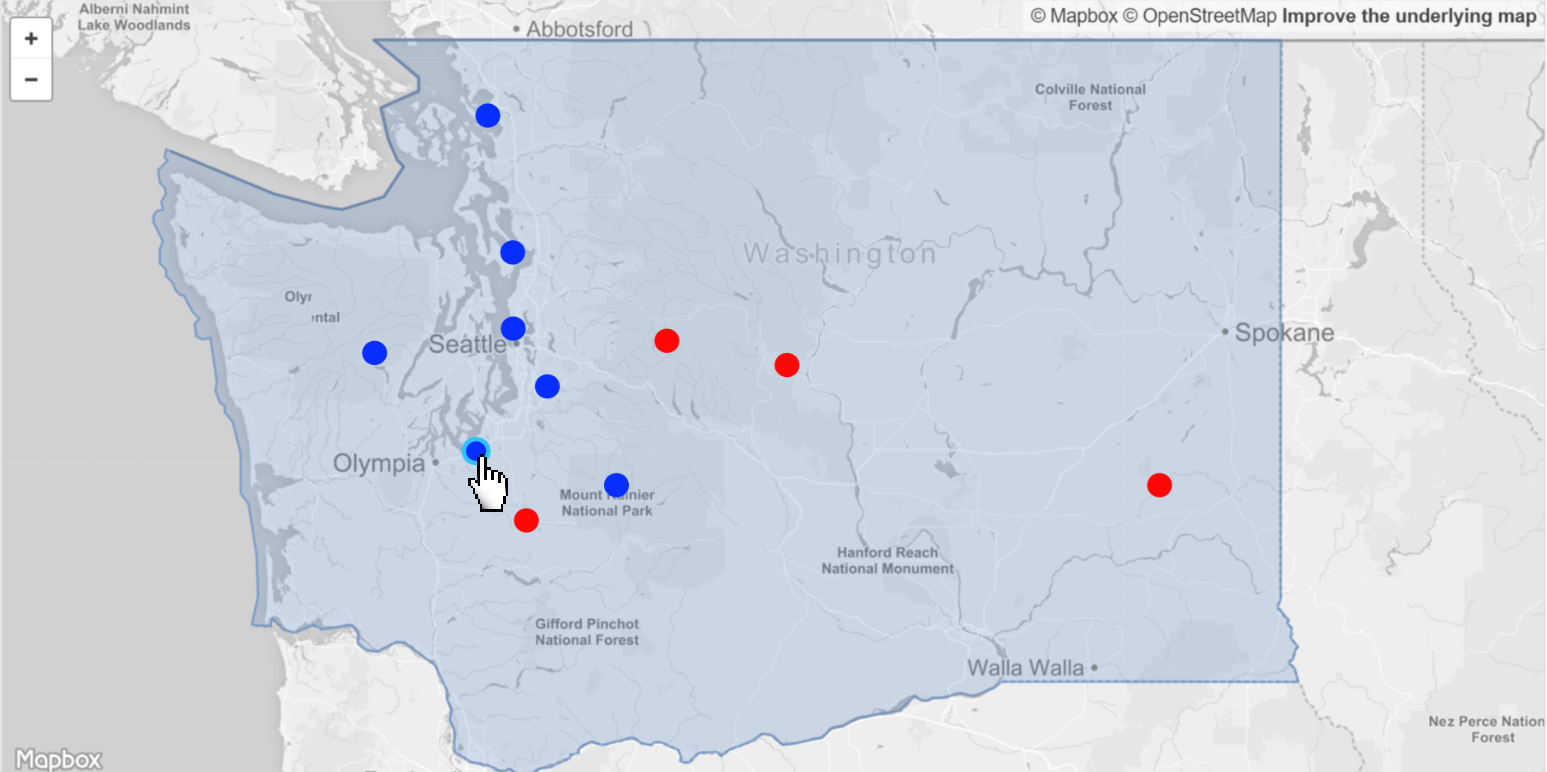 Alberni Nahmint
Lake Woodlands
© Mapbox © OpenStreetMap Improve the underlying map
+
−
Abbotsford
Colville National
Forest
Washington
Olyr
ental
Seattle
Spokane
Olympia
Mount Rainier
National Park
Hanford Reach
National Monument
Gifford Pinchot
National Forest
Walla Walla
Nez Perce Nation
Forest
Mapbox